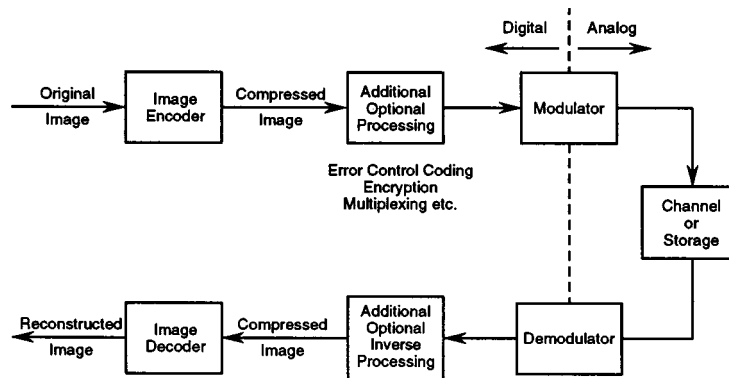 Digital
Analog
Original
Image
Image
Encoder
Compressed
Image
Additional
Optional
Processing
Modulator
Error Control Coding
Encryption
Multiplexing etc.
Channel
or
Storage
Reconstructed
Image
Image
Decoder
Compressed
Image
Additional
Optional
Inverse
Processing
Demodulator